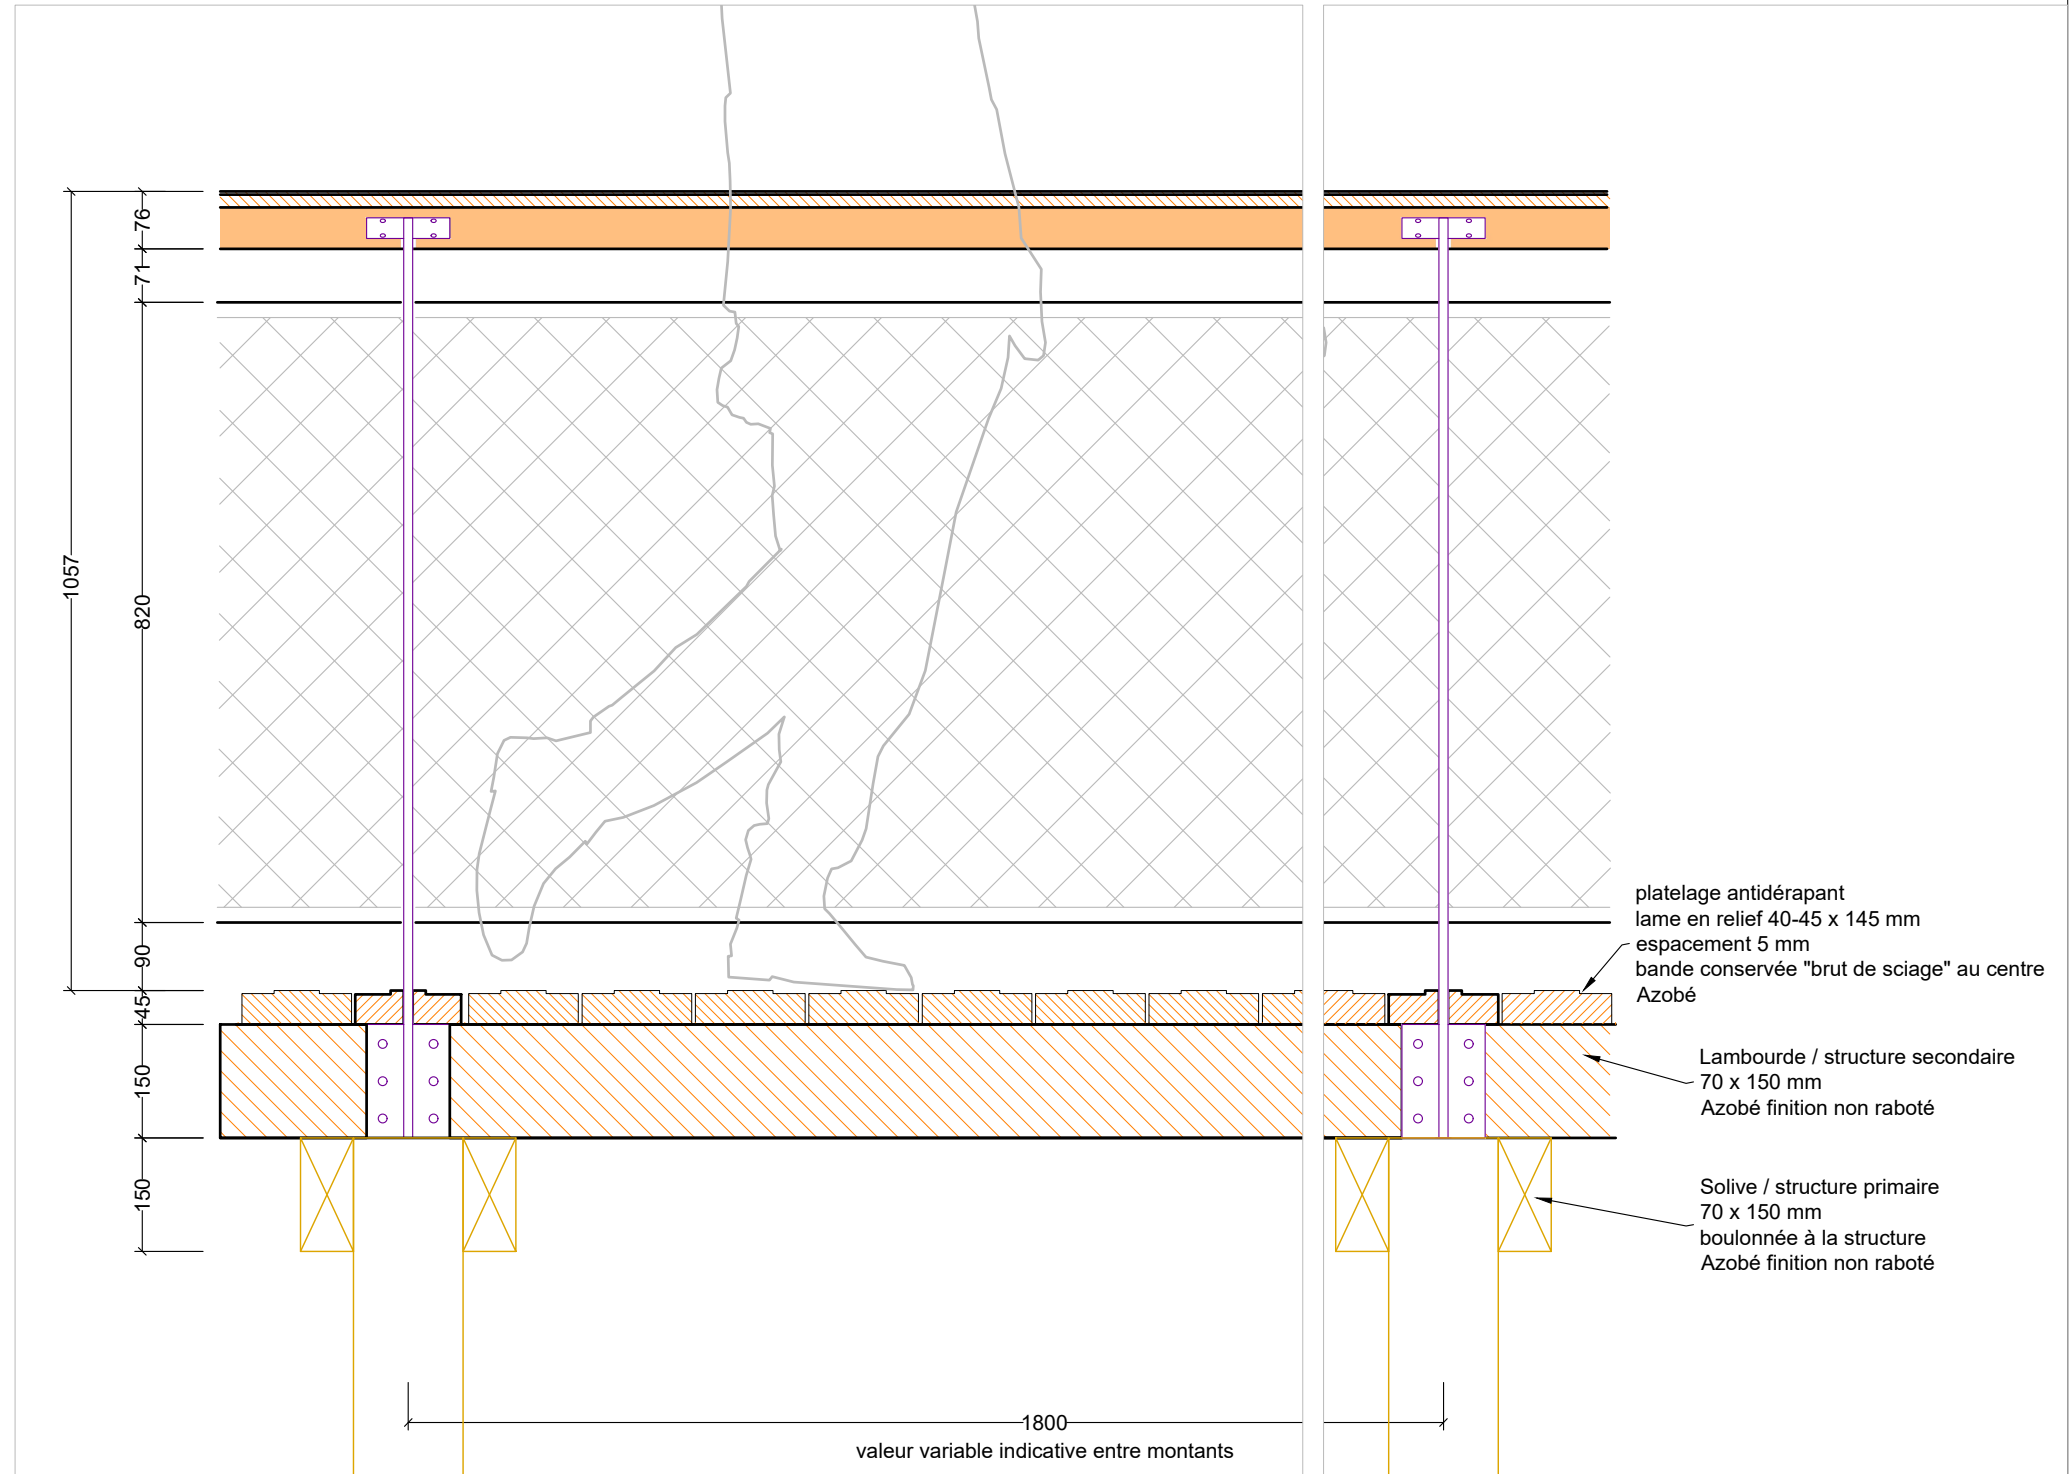 76
71
1057
820
90
45
150
150
platelage antidérapant
lame en relief 40-45 x 145 mm
espacement 5 mm
bande conservée "brut de sciage" au centre
Azobé
Lambourde / structure secondaire
70 x 150 mm
Azobé finition non raboté
Solive / structure primaire
70 x 150 mm
boulonnée à la structure
Azobé finition non raboté
1800
valeur variable indicative entre montants